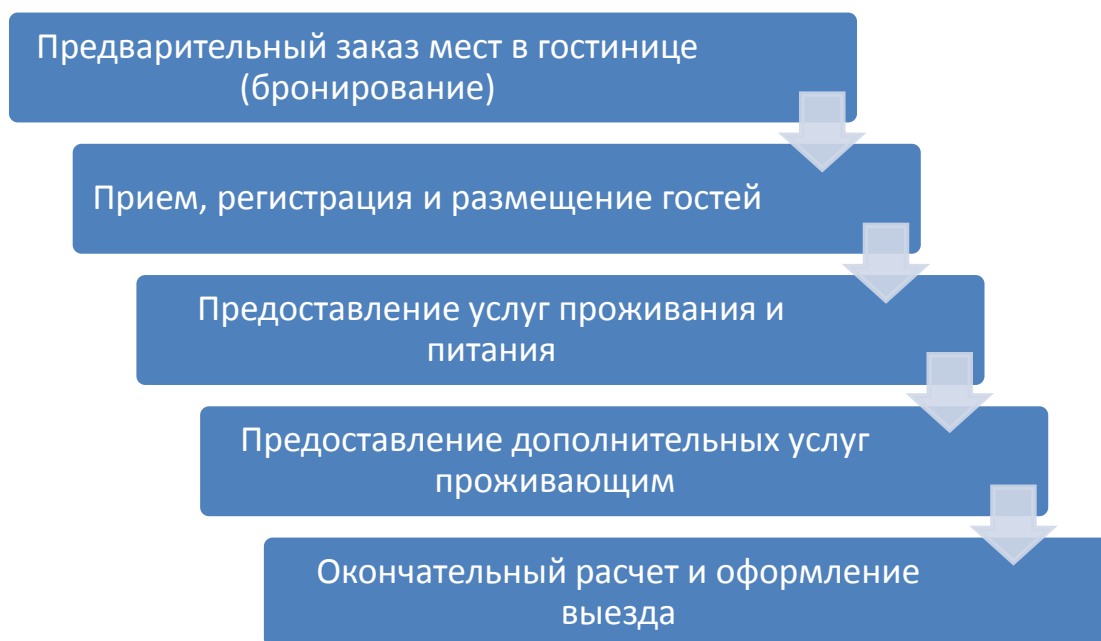 Предварительный заказ мест в гостинице
(бронирование)
Прием, регистрация и размещение гостей
Предоставление услуг проживания и
питания
Предоставление дополнительных услуг
проживающим
Окончательный расчет и оформление
выезда